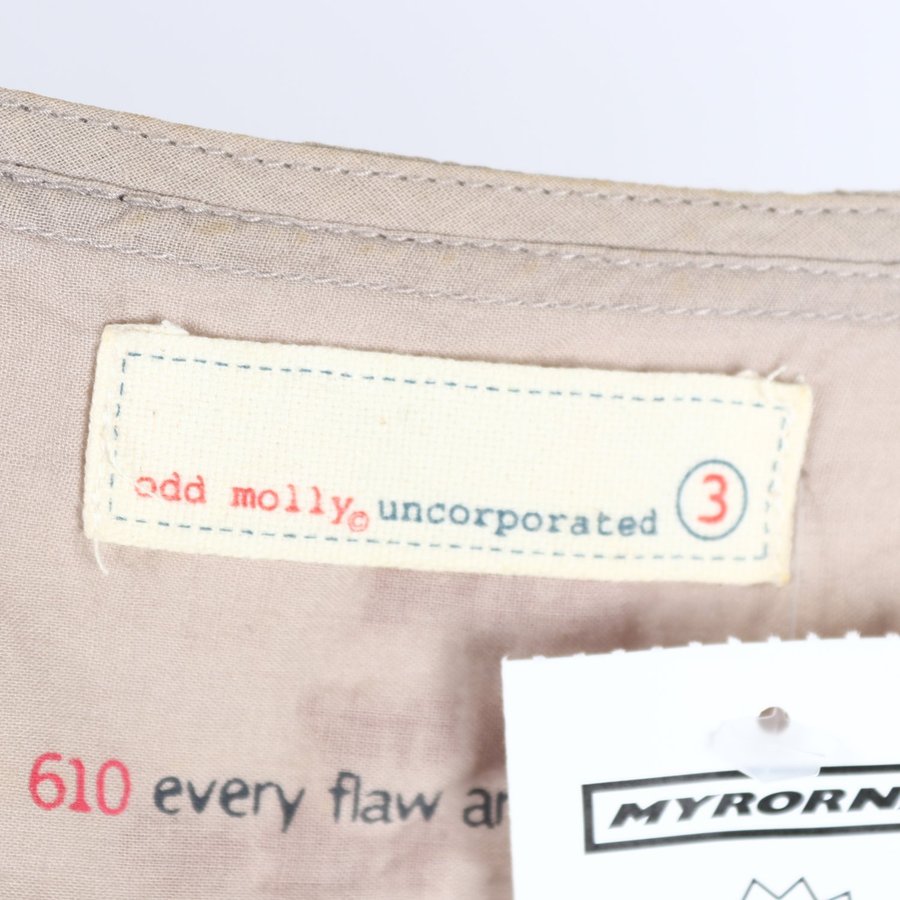 odd molly© uncorporated 3
610 every flaw
MYRORN